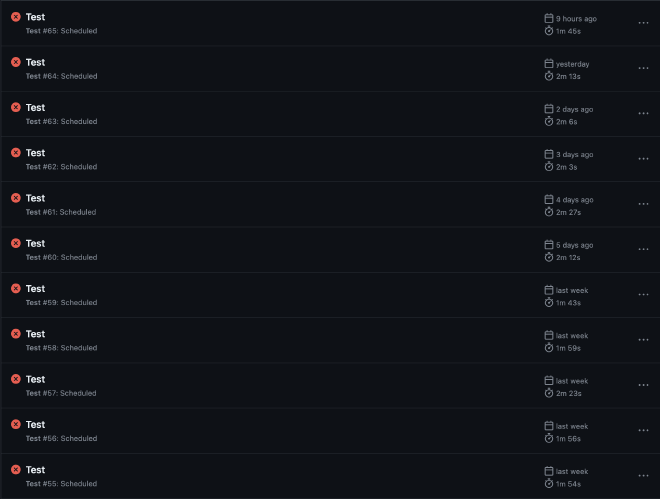 Test
9 hours ago
Test #65: Scheduled
1m 45s
Test
yesterday
Test #64: Scheduled
2m 13s
Test
2 days ago
Test #63: Scheduled
2m 6s
Test
3 days ago
Test #62: Scheduled
2m 3s
Test
4 days ago
Test #61: Scheduled
2m 27s
Test
5 days ago
Test #60: Scheduled
2m 12s
Test
last week
Test #59: Scheduled
1m 43s
Test
last week
Test #58: Scheduled
1m 59s
Test
last week
Test #57: Scheduled
2m 23s
Test
last week
Test #56: Scheduled
1m 56s
Test
last week
Test #55: Scheduled
1m 54s